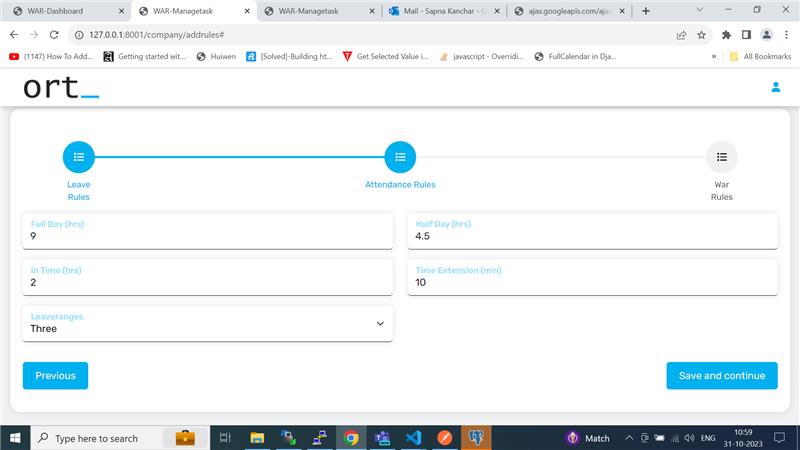 WAR-Dashboard
WAR-Managetask
WAR-Managetask
Mail - Sapna Kanchar - O
ajax.googleapis.com/ajax
127.0.0.1:8001/company/addrules#
(1147) How To Add...
Getting started wit...
Huiwen
[Solved]-Building ht...
Get Selected Value i...
javascript - Overridi...
FullCalendar in Dja...
»
All Bookmarks
ort_
Leave
Rules
Attendance Rules
War
Rules
Full Day (hrs)
9
Half Day (hrs)
4.5
In Time (hrs)
2
Time Extension (min)
10
Leaveranges
Three
Previous
Save and continue
Type here to search
Match
ENG
10:59
31-10-2023